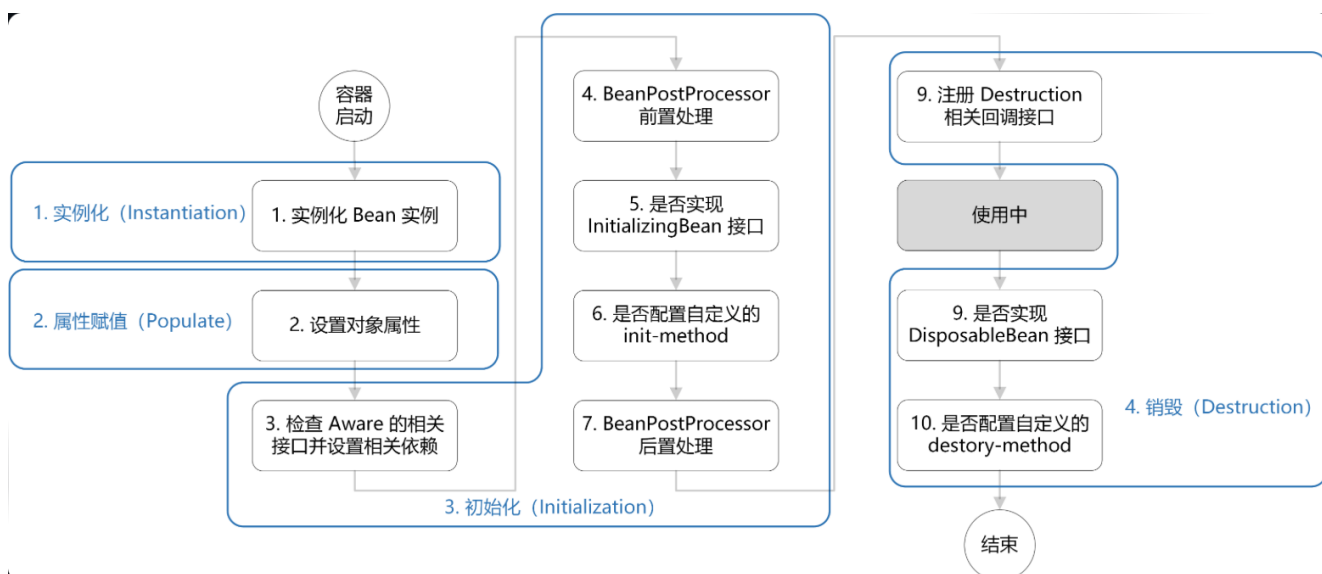 容器
启动
1. 实例化（Instantiation）
1. 实例化 Bean 实例
2. 属性赋值（Populate）
2. 设置对象属性
3. 检查 Aware 的相关
接口并设置相关依赖
3. 初始化（Initialization）
4. BeanPostProcessor
前置处理
5. 是否实现
InitializingBean 接口
6. 是否配置自定义的
init-method
7. BeanPostProcessor
后置处理
9. 注册 Destruction
相关回调接口
使用中
9. 是否实现
DisposableBean 接口
10. 是否配置自定义的
destory-method
4. 销毁（Destruction）
结束